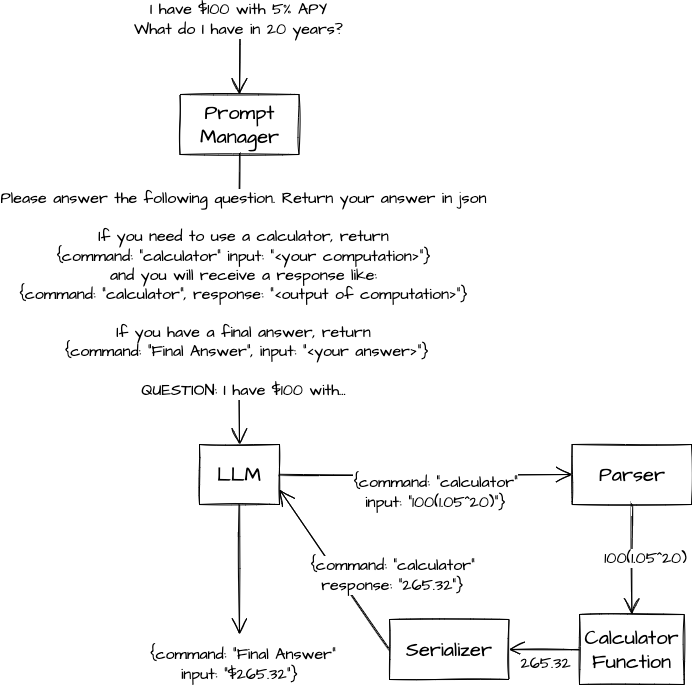 I have $100 with 5% APY
What do I have in 20 years?
Prompt
Manager
Please answer the following question. Return your answer in json
If you need to use a calculator, return
{command: "calculator" input: "<your computation>"}
and you will receive a response like:
{command: "calculator", response: "<output of computation>"}
If you have a final answer, return
{command: "Final Answer", input: "<your answer>"}
QUESTION: I have $100 with...
LLM
{command: "calculator"
input: "100(1.05^20)"}
Parser
100(1.05^20)
{command: "calculator"
response: "265.32"}
Calculator
Function
265.32
Serializer
{command: "Final Answer"
input: "$265.32"}